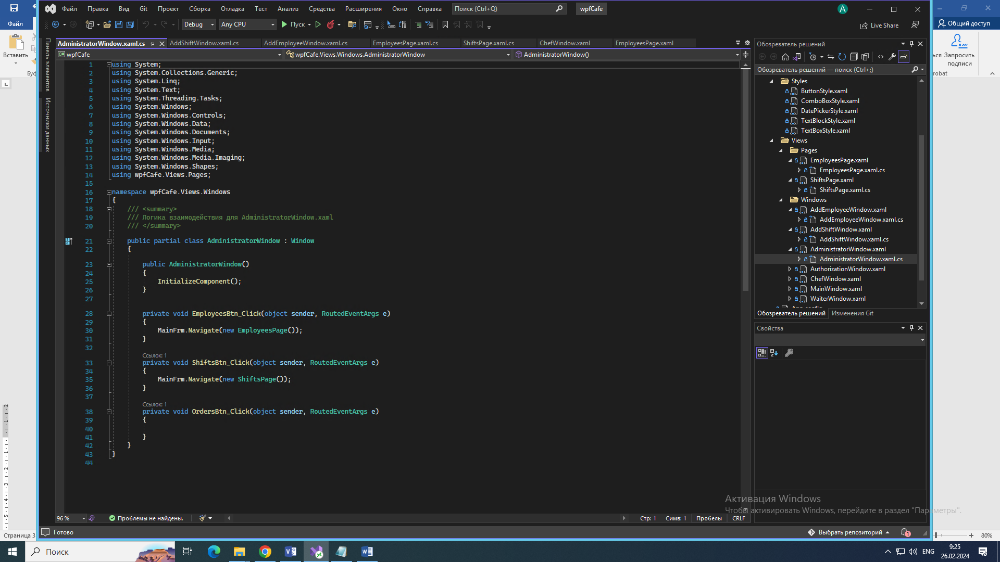 Файл Правка Вид Git Проект Сборка Отладка Тест Анализ Средства Расширения Окно Справка Поиск (Ctrl+Q) wpfCafe
A
Файл
Общий доступ
Debug Any CPU Пуск Live Share
AdministratorWindow.xaml.cs AddShiftWindow.xaml.cs AddEmployeeWindow.xaml.cs EmployeesPage.xaml.cs ShiftsPage.xaml.cs ChefWindow.xaml EmployeesPage.xaml
wpfCafe wpfCafe.Views.Windows.AdministratorWindow AdministratorWindow()
Вставить
Буф
Панель элементов
Источники данных
1 using System;
2 using System.Collections.Generic;
3 using System.Linq;
4 using System.Text;
5 using System.Threading.Tasks;
6 using System.Windows;
7 using System.Windows.Controls;
8 using System.Windows.Data;
9 using System.Windows.Documents;
10 using System.Windows.Input;
11 using System.Windows.Media;
12 using System.Windows.Media.Imaging;
13 using System.Windows.Shapes;
14 using wpfCafe.Views.Pages;
15
16 namespace wpfCafe.Views.Windows
17 {
18 /// <summary>
19 /// Логика взаимодействия для AdministratorWindow.xaml
20 /// </summary>
21 public partial class AdministratorWindow : Window
22 {
23 public AdministratorWindow()
24 {
25 InitializeComponent();
26 }
27
28 private void EmployeesBtn_Click(object sender, RoutedEventArgs e)
29 {
30 MainFrm.Navigate(new EmployeesPage());
31 }
32
Ссылок: 1
33 private void ShiftsBtn_Click(object sender, RoutedEventArgs e)
34 {
35 MainFrm.Navigate(new ShiftsPage());
36 }
37
Ссылок: 1
38 private void OrdersBtn_Click(object sender, RoutedEventArgs e)
39 {
40
41 }
42 }
43 }
44
96 % Проблемы не найдены. Стр: 1 Симв: 1 Пробелы CRLF
Обозреватель решений
Обозреватель решений — поиск (Ctrl+;)
Styles
ButtonStyle.xaml
ComboBoxStyle.xaml
DatePickerStyle.xaml
TextBlockStyle.xaml
TextBoxStyle.xaml
Views
Pages
EmployeesPage.xaml
EmployeesPage.xaml.cs
ShiftsPage.xaml
ShiftsPage.xaml.cs
Windows
AddEmployeeWindow.xaml
AddEmployeeWindow.xaml.cs
AddShiftWindow.xaml
AddShiftWindow.xaml.cs
AdministratorWindow.xaml
AdministratorWindow.xaml.cs
AuthorizationWindow.xaml
ChefWindow.xaml
MainWindow.xaml
WaiterWindow.xaml
Обозреватель решений Изменения Git
Свойства
ься Запросить
подписи
robat
Активация Windows
Чтобы активировать Windows, перейдите в раздел "Параметры".
Готово Выбрать репозиторий 1
Страница 3
80%
Поиск
ENG
9:25
26.02.2024